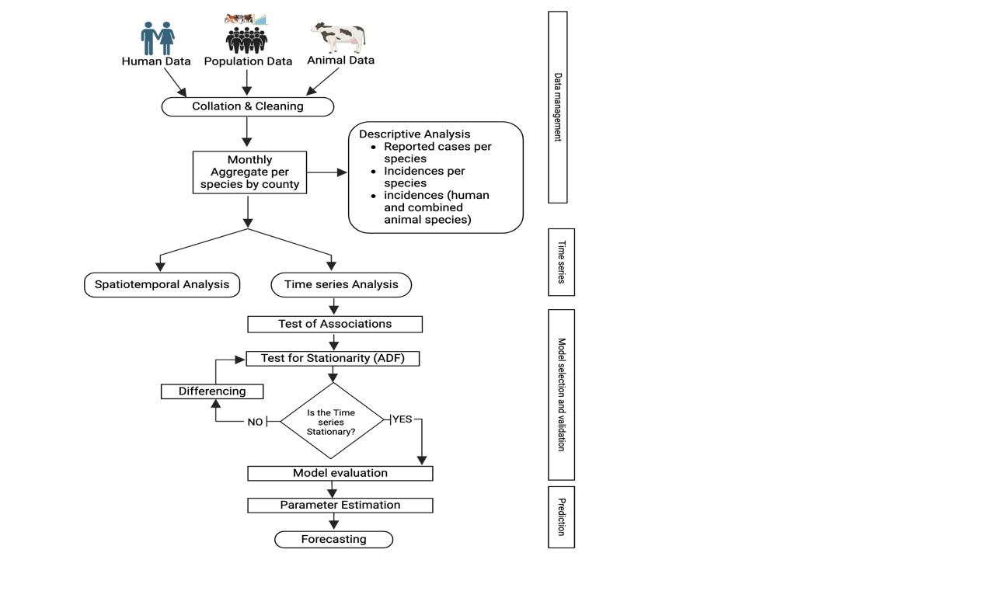 Human Data
Population Data
Animal Data
Collation & Cleaning
Monthly
Aggregate per
species by county
Descriptive Analysis
• Reported cases per
species
• Incidences per
species
• incidences (human
and combined
animal species)
Data management
Spatiotemporal Analysis
Time series Analysis
Time series
Test of Associations
Test for Stationarity (ADF)
Differencing
Is the Time
series
Stationary?
NO
YES
Model evaluation
Model selection and validation
Parameter Estimation
Forecasting
Prediction